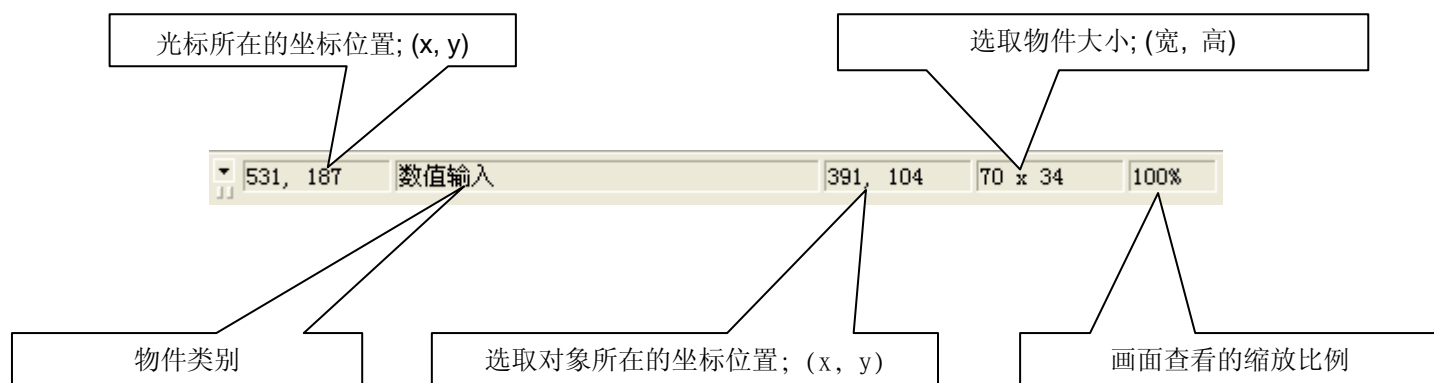 光标所在的坐标位置; (x, y)
选取物件大小; (宽, 高)
531, 187 数值输入 391, 104 70 x 34 100%
物件类别
选取对象所在的坐标位置; (x, y)
画面查看的缩放比例